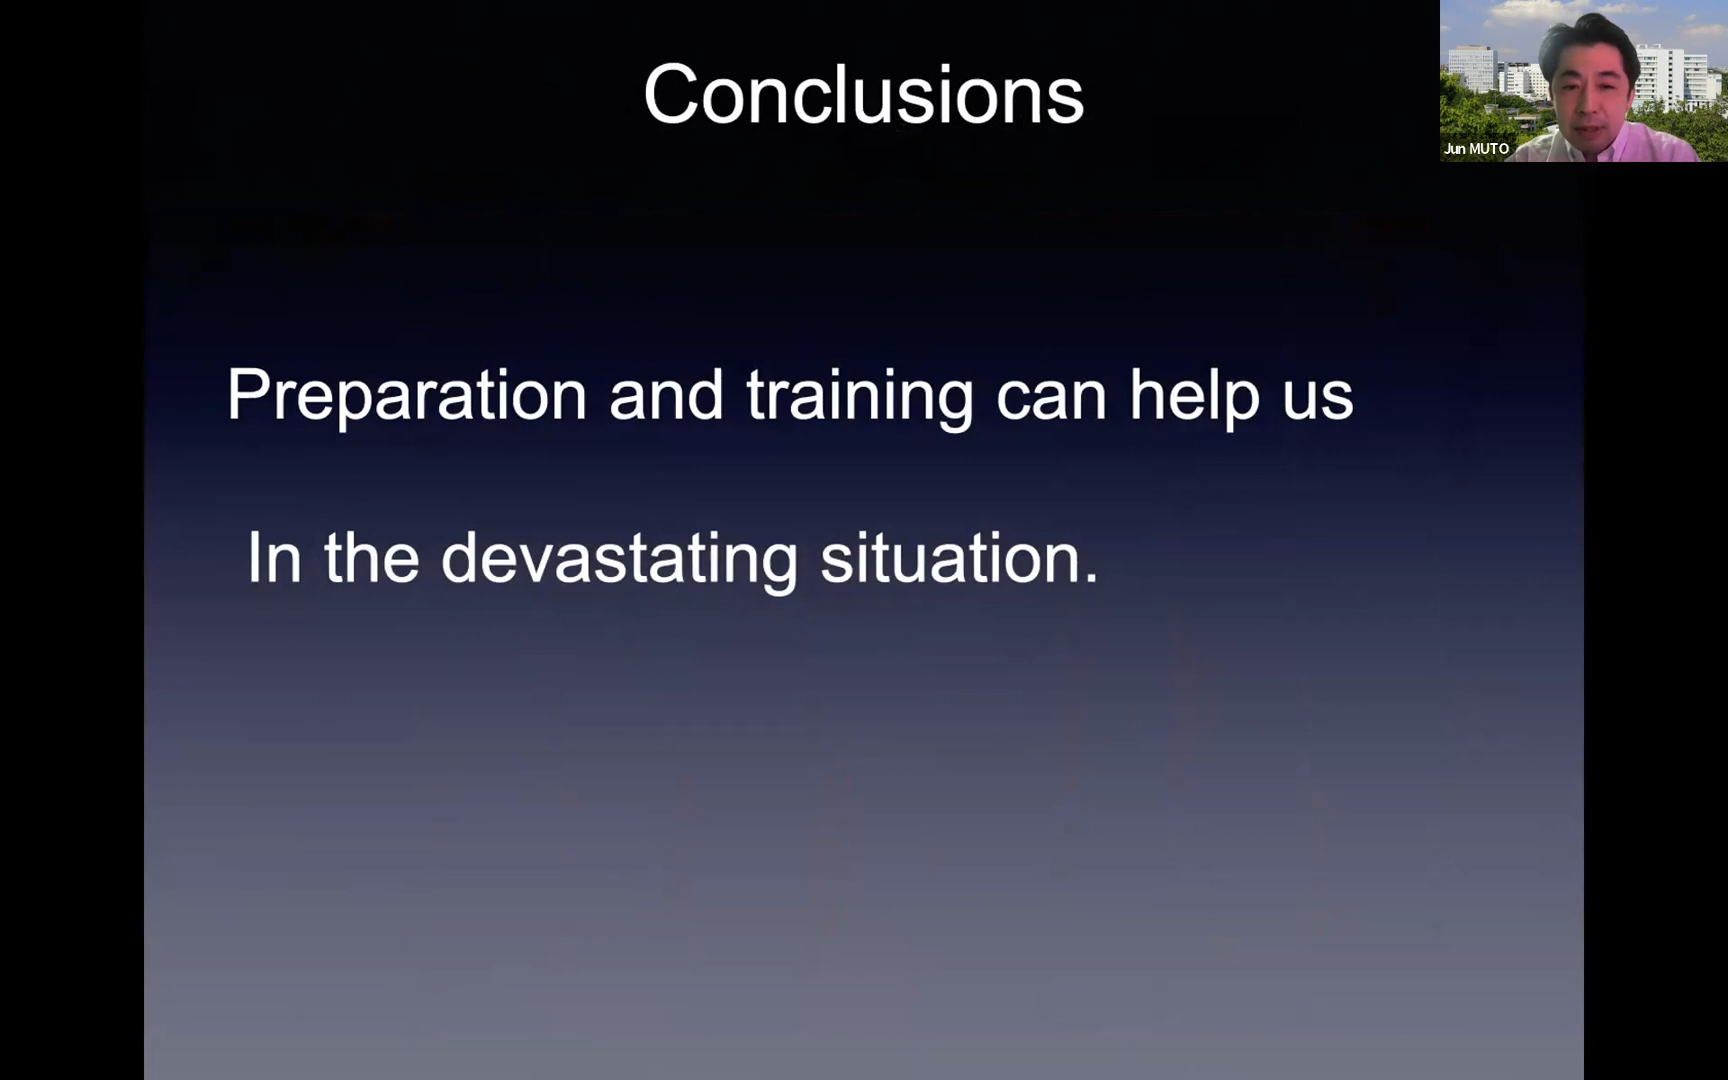 Conclusions
Jun MUTO
Preparation and training can help us
In the devastating situation.